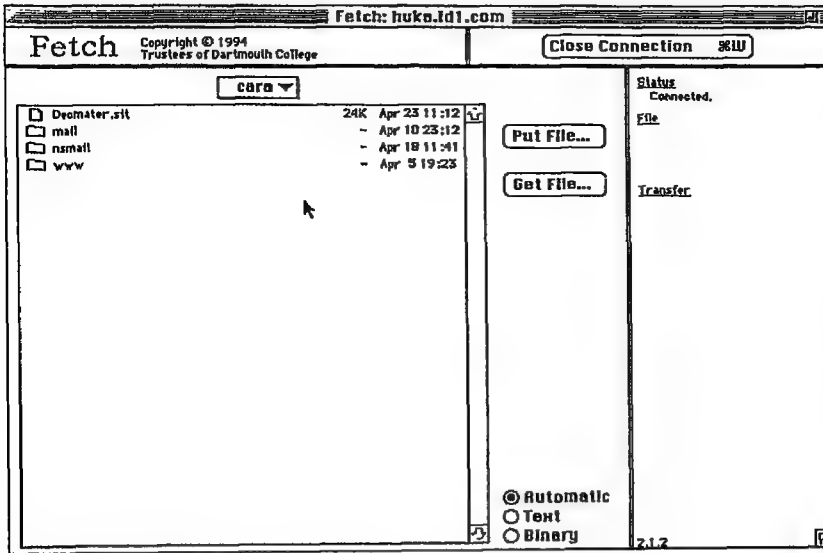 Fetch: huka.ld1.com
Fetch
Copyright © 1994
Trustees of Dartmouth College
Close Connection ⌘W
cara
Deomater.sit 24K Apr 23 11:12
mail - Apr 10 23:12
nsmail - Apr 18 11:41
www - Apr 5 19:23
Put File...
Get File...
Status
Connected.
File
Transfer
Automatic
Text
Binary
2.1.2